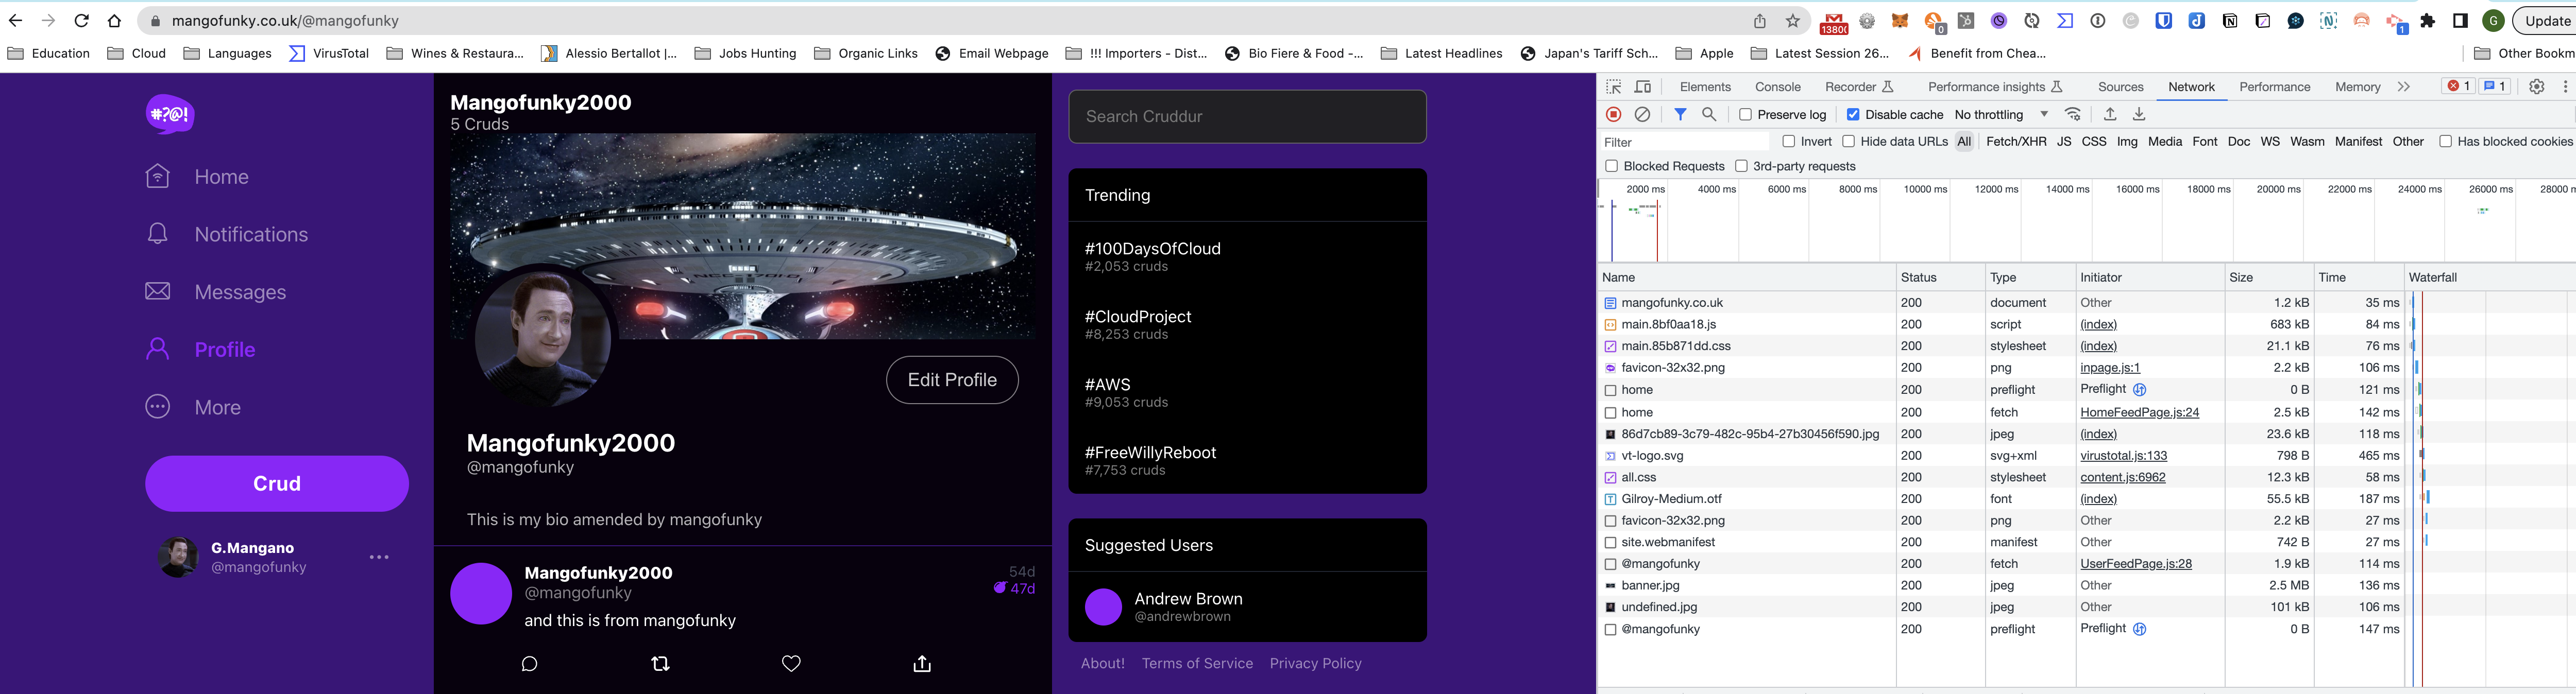 mangofunky.co.uk/@mangofunky
1380(
0
1
G
Update
Education
Cloud
Languages
VirusTotal
Wines & Restaura...
Alessio Bertallot |...
Jobs Hunting
Organic Links
Email Webpage
!!! Importers - Dist...
Bio Fiere & Food -...
Latest Headlines
Japan's Tariff Sch...
Apple
Latest Session 26...
Benefit from Chea...
Other Bookm
#?@!
Home
Notifications
Messages
Profile
More
Crud
G.Mangano
@mangofunky
Mangofunky2000
5 Cruds
Edit Profile
Mangofunky2000
@mangofunky
This is my bio amended by mangofunky
Mangofunky2000 54d
@mangofunky 47d
and this is from mangofunky
Search Cruddur
Trending
#100DaysOfCloud
#2,053 cruds
#CloudProject
#8,253 cruds
#AWS
#9,053 cruds
#FreeWillyReboot
#7,753 cruds
Suggested Users
Andrew Brown
@andrewbrown
About! Terms of Service Privacy Policy
Elements Console Recorder Performance insights Sources Network Performance Memory 1 1
Preserve log Disable cache No throttling
Filter Invert Hide data URLs All Fetch/XHR JS CSS Img Media Font Doc WS Wasm Manifest Other Has blocked cookies
Blocked Requests 3rd-party requests
2000 ms 4000 ms 6000 ms 8000 ms 10000 ms 12000 ms 14000 ms 16000 ms 18000 ms 20000 ms 22000 ms 24000 ms 26000 ms 28000 m
Name Status Type Initiator Size Time Waterfall
mangofunky.co.uk 200 document Other 1.2 kB 35 ms
main.8bf0aa18.js 200 script (index) 683 kB 84 ms
main.85b871dd.css 200 stylesheet (index) 21.1 kB 76 ms
favicon-32x32.png 200 png inpage.js:1 2.2 kB 106 ms
home 200 preflight Preflight 0 B 121 ms
home 200 fetch HomeFeedPage.js:24 2.5 kB 142 ms
86d7cb89-3c79-482c-95b4-27b30456f590.jpg 200 jpeg (index) 23.6 kB 118 ms
vt-logo.svg 200 svg+xml virustotal.js:133 798 B 465 ms
all.css 200 stylesheet content.js:6962 12.3 kB 58 ms
Gilroy-Medium.otf 200 font (index) 55.5 kB 187 ms
favicon-32x32.png 200 png Other 2.2 kB 27 ms
site.webmanifest 200 manifest Other 742 B 27 ms
@mangofunky 200 fetch UserFeedPage.js:28 1.9 kB 114 ms
banner.jpg 200 jpeg Other 2.5 MB 136 ms
undefined.jpg 200 jpeg Other 101 kB 106 ms
@mangofunky 200 preflight Preflight 0 B 147 ms